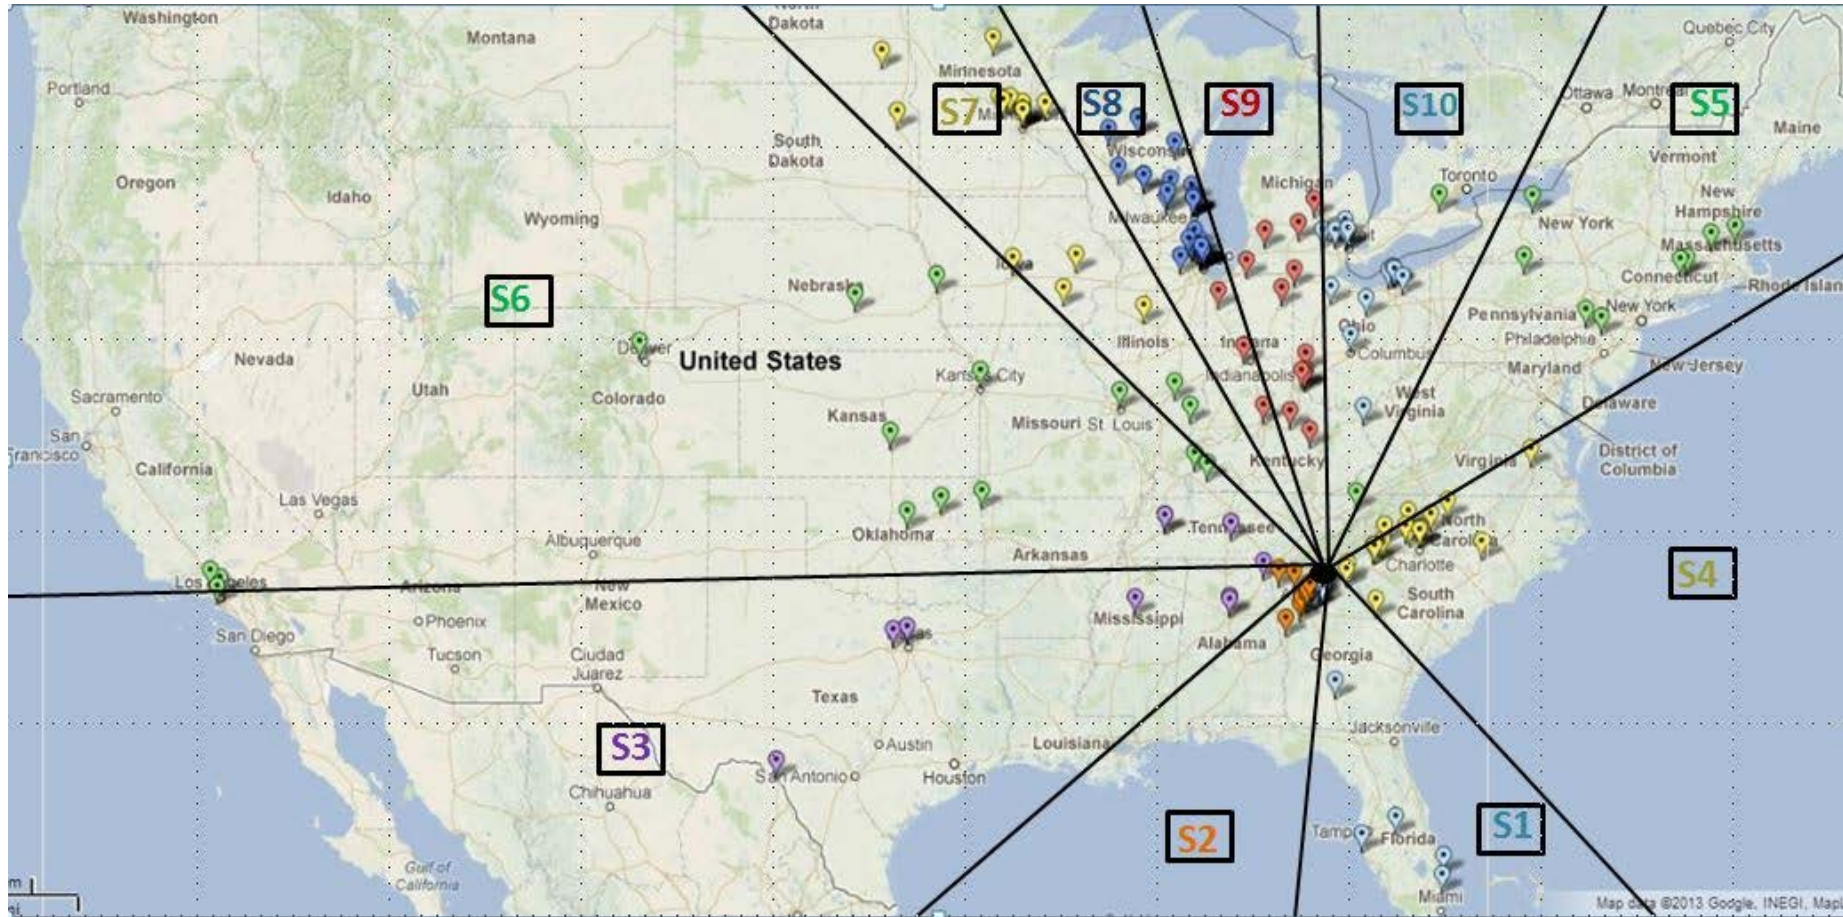 Washington
Dakota
Montana
Quebec City
Minnesota
Portland
S7
S8
S9
S10
S5
Ottawa
Montreal
Maine
South
Dakota
Wisconsin
Vermont
Oregon
Idaho
Michigan
Toronto
New
Hampshire
Wyoming
Milwaukee
New York
Massachusetts
Iowa
Connecticut
Rhode Islan
Nebraska
S6
Pennsylvania
New York
Ohio
Philadelphia
Nevada
Denver
United States
Illinois
Indiana
Columbus
Maryland
New Jersey
Utah
Colorado
Kansas City
Indianapolis
West
Virginia
Delaware
Sacramento
Kansas
Missouri
St. Louis
San
Francisco
California
Kentucky
Virginia
District of
Columbia
Las Vegas
Oklahoma
Tennessee
North
Carolina
Albuquerque
Arkansas
Charlotte
Los Angeles
Arizona
New
Mexico
S4
Phoenix
Mississippi
South
Carolina
San Diego
Dallas
Alabama
Georgia
Tucson
Ciudad
Juarez
Texas
S3
Austin
Louisiana
Jacksonville
San Antonio
Houston
Chihuahua
S2
Tampa
Florida
S1
Gulf of
California
Miami
Map data ©2013 Google, INEGI, Map